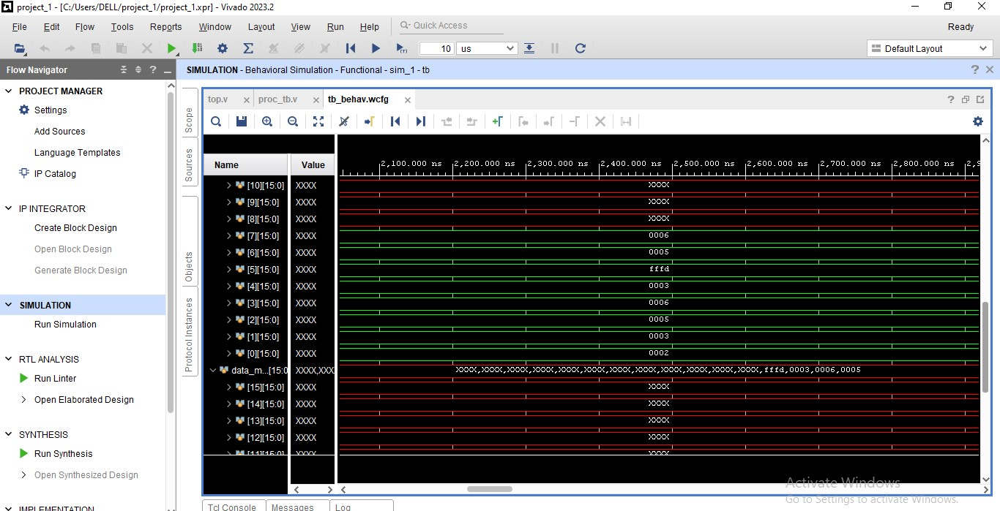 project_1 - [C:/Users/DELL/project_1/project_1.xpr] - Vivado 2023.2
File Edit Flow Tools Reports Window Layout View Run Help Quick Access Ready
10 us Default Layout
Flow Navigator
SIMULATION - Behavioral Simulation - Functional - sim_1 - tb
PROJECT MANAGER
Settings
Add Sources
Language Templates
IP Catalog
IP INTEGRATOR
Create Block Design
Open Block Design
Generate Block Design
SIMULATION
Run Simulation
RTL ANALYSIS
Run Linter
Open Elaborated Design
SYNTHESIS
Run Synthesis
Open Synthesized Design
IMPLEMENTATION
Scope
Sources
Objects
Protocol Instances
top.v proc_tb.v tb_behav.wcfg
Name Value
2,100.000 ns 2,200.000 ns 2,300.000 ns 2,400.000 ns 2,500.000 ns 2,600.000 ns 2,700.000 ns 2,800.000 ns 2,9
[10][15:0] XXXX XXXX
[9][15:0] XXXX XXXX
[8][15:0] XXXX XXXX
[7][15:0] XXXX 0006
[6][15:0] XXXX 0005
[5][15:0] XXXX fffd
[4][15:0] XXXX 0003
[3][15:0] XXXX 0006
[2][15:0] XXXX 0005
[1][15:0] XXXX 0003
[0][15:0] XXXX 0002
data_m...[15:0 XXXX,XXX XXXX,XXXX,XXXX,XXXX,XXXX,XXXX,XXXX,XXXX,XXXX,XXXX,XXXX,XXXX,fffd,0003,0006,0005
[15][15:0] XXXX XXXX
[14][15:0] XXXX XXXX
[13][15:0] XXXX XXXX
[12][15:0] XXXX XXXX
[11][15:0] XXXX XXXX
Tcl Console Messages Log
Activate Windows
Go to Settings to activate Windows.